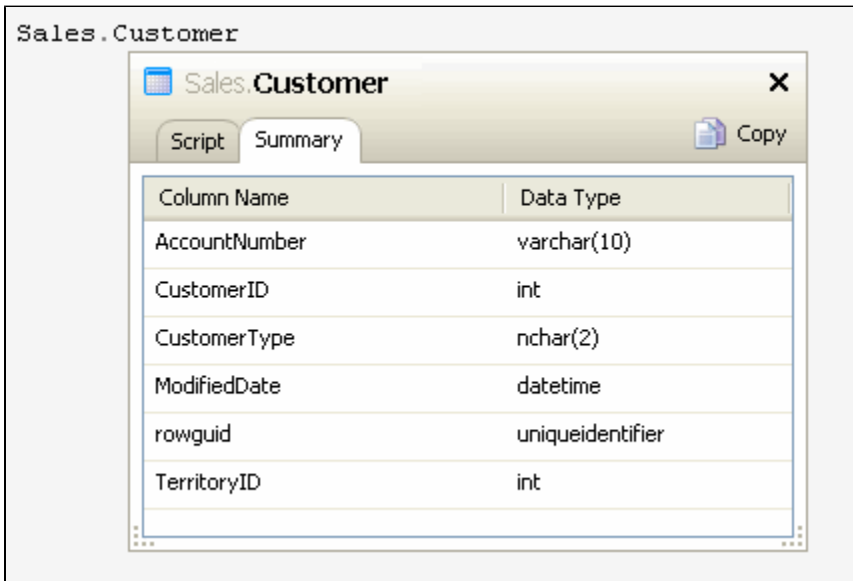 Sales.Customer
Sales.Customer
Script Summary Copy
Column Name Data Type
AccountNumber varchar(10)
CustomerID int
CustomerType nchar(2)
ModifiedDate datetime
rowguid uniqueidentifier
TerritoryID int